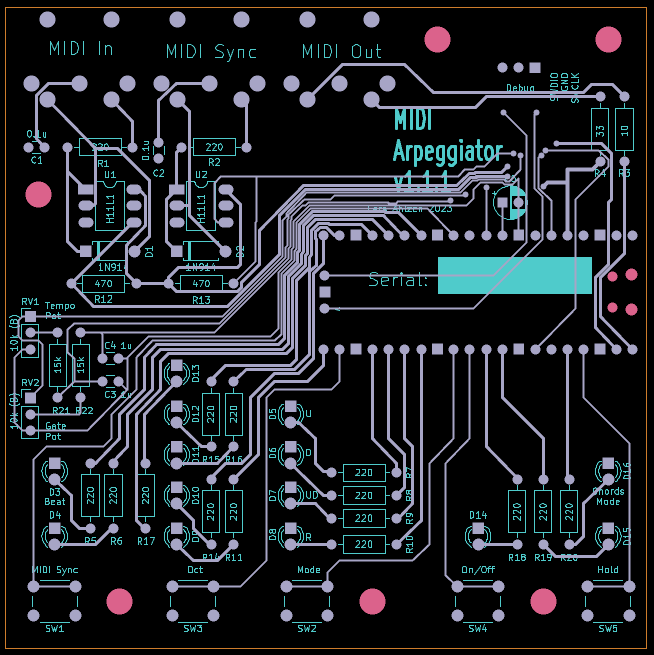 MIDI In
MIDI Sync
MIDI Out
Debug
SWDIO
GND
SWCLK
MIDI
Arpeggiator
v1.1.1
0.1u
C1
220
R1
0.1u
C2
220
R2
33
R4
10
R3
U1
H11L1
U2
H11L1
2023
1N914
D1
1N914
D2
470
R12
470
R13
Serial:
RV1
Tempo
Pot
10k (B)
15k
R21
15k
R22
C4 1u
C3 1u
RV2
10k (B)
Gate
Pot
D13
D12
D11
D10
D9
220
R15
220
R16
220
R14
220
R11
D5
U
D6
D
D7
UD
D8
R
220
R7
220
R8
220
R9
220
R10
D3
Beat
D4
220
R5
220
R6
220
R17
D14
220
R18
220
R19
220
R20
D16
Chords
Mode
D15
MIDI Sync
SW1
Oct
SW3
Mode
SW2
On/Off
SW4
Hold
SW5